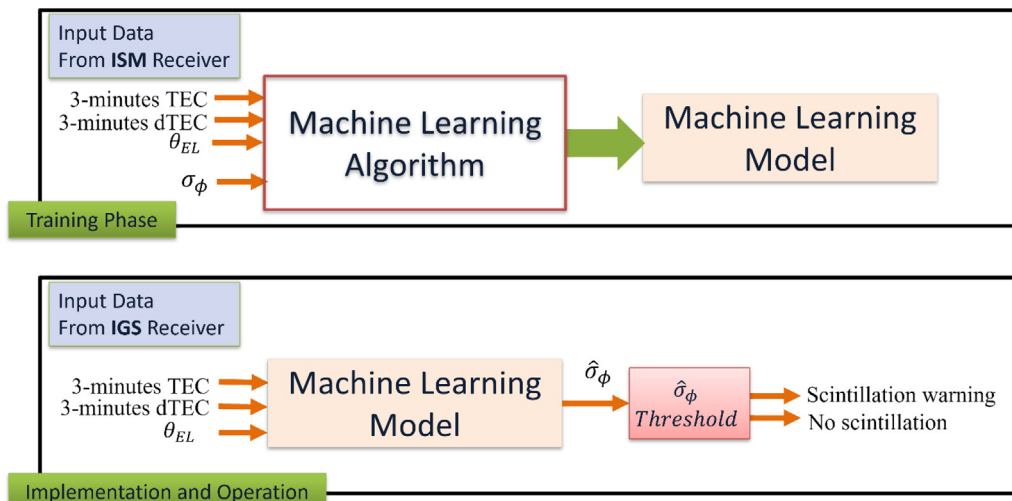 Input Data
From ISM Receiver
3-minutes TEC
3-minutes dTEC
θ_EL
σ_ϕ
Machine Learning
Algorithm
Machine Learning
Model
Training Phase
Input Data
From IGS Receiver
3-minutes TEC
3-minutes dTEC
θ_EL
Machine Learning
Model
σ̂_ϕ
σ̂_ϕ
Threshold
Scintillation warning
No scintillation
Implementation and Operation